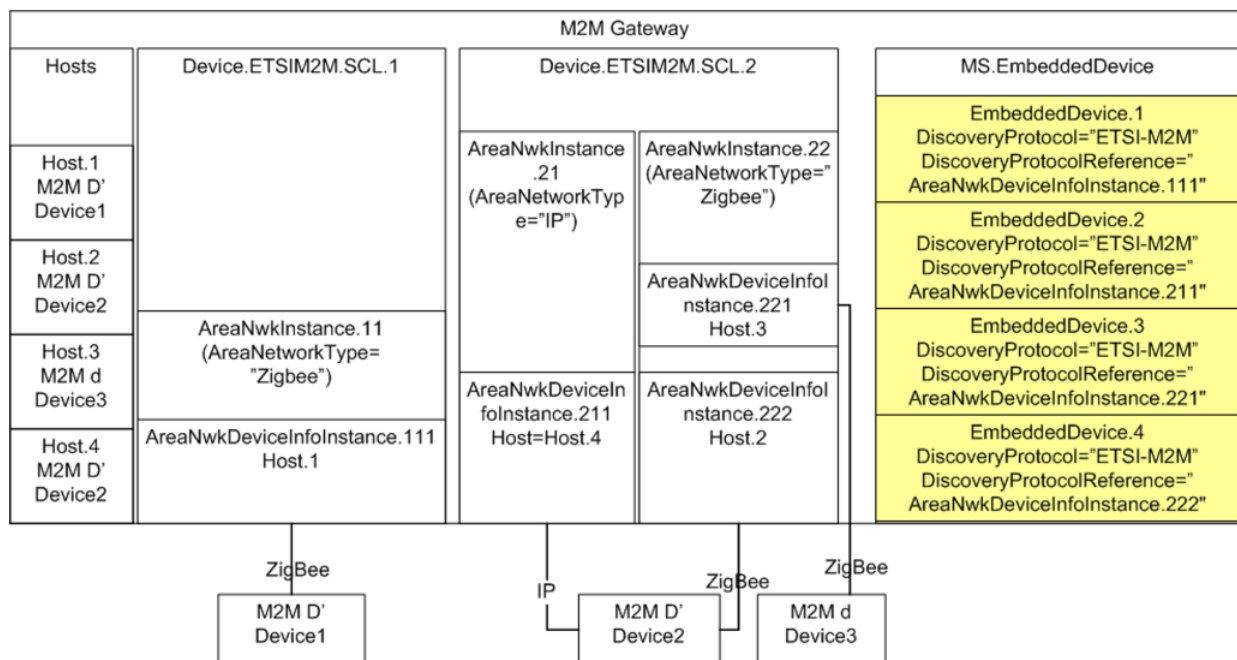 M2M Gateway
Hosts
Host.1
M2M D’
Device1
Host.2
M2M D’
Device2
Host.3
M2M d
Device3
Host.4
M2M D’
Device2
Device.ETSIM2M.SCL.1
AreaNwkInstance.11
(AreaNetworkType=
”Zigbee”)
AreaNwkDeviceInfoInstance.111
Host.1
Device.ETSIM2M.SCL.2
AreaNwkInstance
.21
(AreaNetworkTyp
e=”IP”)
AreaNwkDeviceIn
foInstance.211
Host=Host.4
AreaNwkInstance.22
(AreaNetworkType=”
Zigbee”)
AreaNwkDeviceInfoI
nstance.221
Host.3
AreaNwkDeviceInfoI
nstance.222
Host.2
MS.EmbeddedDevice
EmbeddedDevice.1
DiscoveryProtocol=”ETSI-M2M”
DiscoveryProtocolReference=”
AreaNwkDeviceInfoInstance.111"
EmbeddedDevice.2
DiscoveryProtocol=”ETSI-M2M”
DiscoveryProtocolReference=”
AreaNwkDeviceInfoInstance.211"
EmbeddedDevice.3
DiscoveryProtocol=”ETSI-M2M”
DiscoveryProtocolReference=”
AreaNwkDeviceInfoInstance.221"
EmbeddedDevice.4
DiscoveryProtocol=”ETSI-M2M”
DiscoveryProtocolReference=”
AreaNwkDeviceInfoInstance.222"
ZigBee
IP
ZigBee
ZigBee
M2M D’
Device1
M2M D’
Device2
M2M d
Device3